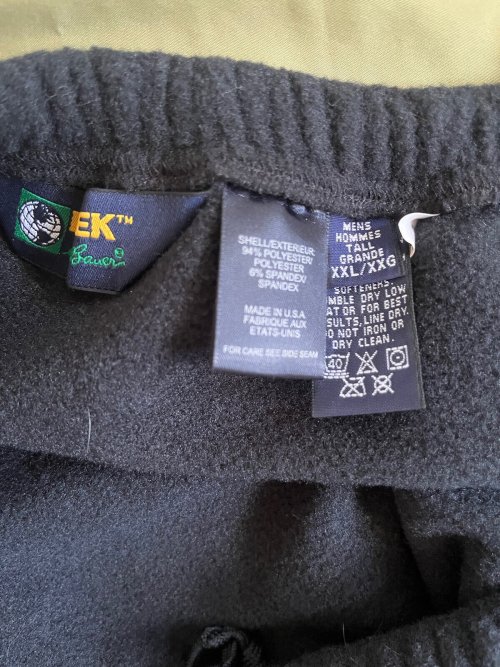 EK™
Bauer
SHELL/EXTERIEUR:
94% POLYESTER
POLYESTER
6% SPANDEX/
SPANDEX
MADE IN U.S.A
FABRIQUE AUX
ETATS-UNIS
FOR CARE SEE SIDE SEAM
MENS
HOMMES
TALL
GRANDE
XXL/XXG
SOFTENERS.
MBLE DRY LOW
AT OR FOR BEST
SULTS, LINE DRY.
O NOT IRON OR
DRY CLEAN.
40